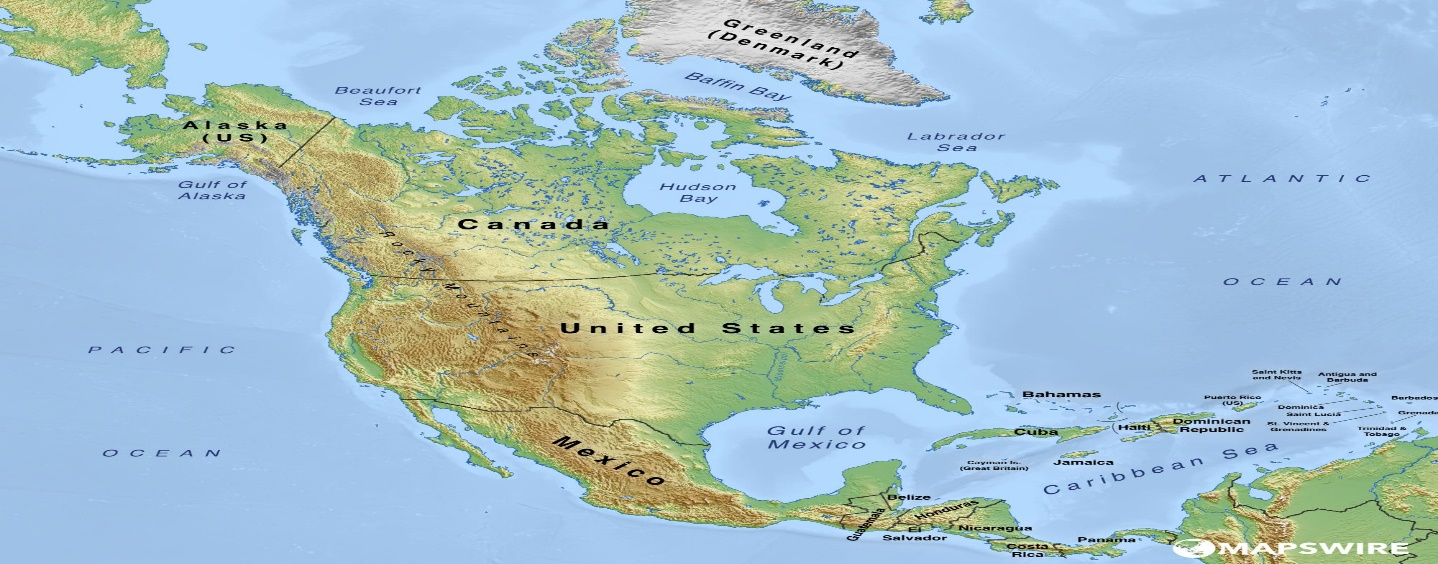 Greenland
(Denmark)
Baffin Bay
Beaufort
Sea
Alaska
(US)
Labrador
Sea
Gulf of
Alaska
Hudson
Bay
ATLANTIC
OCEAN
Canada
Rocky Mountains
United States
PACIFIC
OCEAN
Saint Kitts
and Nevis
Antigua and
Barbuda
Bahamas
Puerto Rico
(US)
Barbados
Dominica
Saint Lucia
Grenada
Cuba
Haiti
Dominican
Republic
St. Vincent &
Grenadines
Trinidad &
Tobago
Gulf of
Mexico
Mexico
Cayman Is.
(Great Britain)
Jamaica
Caribbean Sea
Belize
Guatemala
Honduras
El
Salvador
Nicaragua
Costa
Rica
Panama
MAPSWIRE